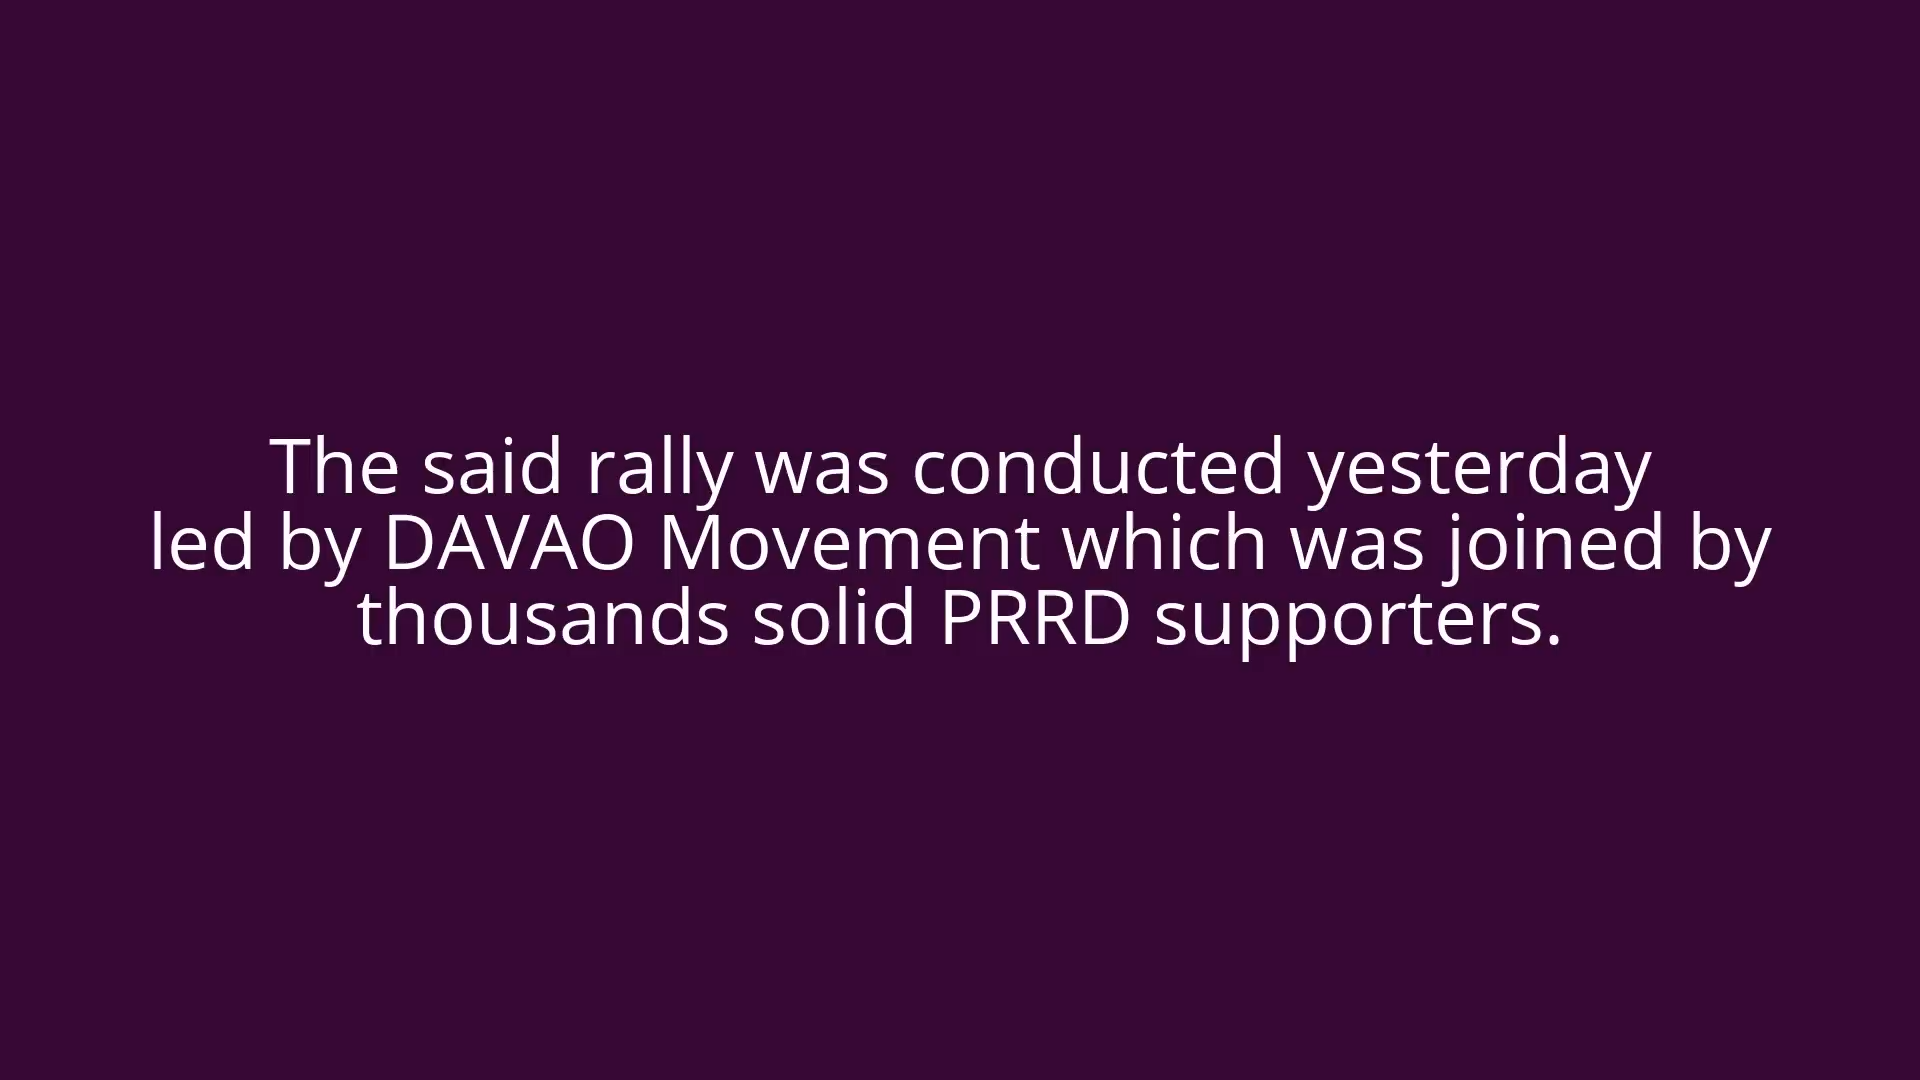 The said rally was conducted yesterday
led by DAVAO Movement which was joined by
thousands solid PRRD supporters.